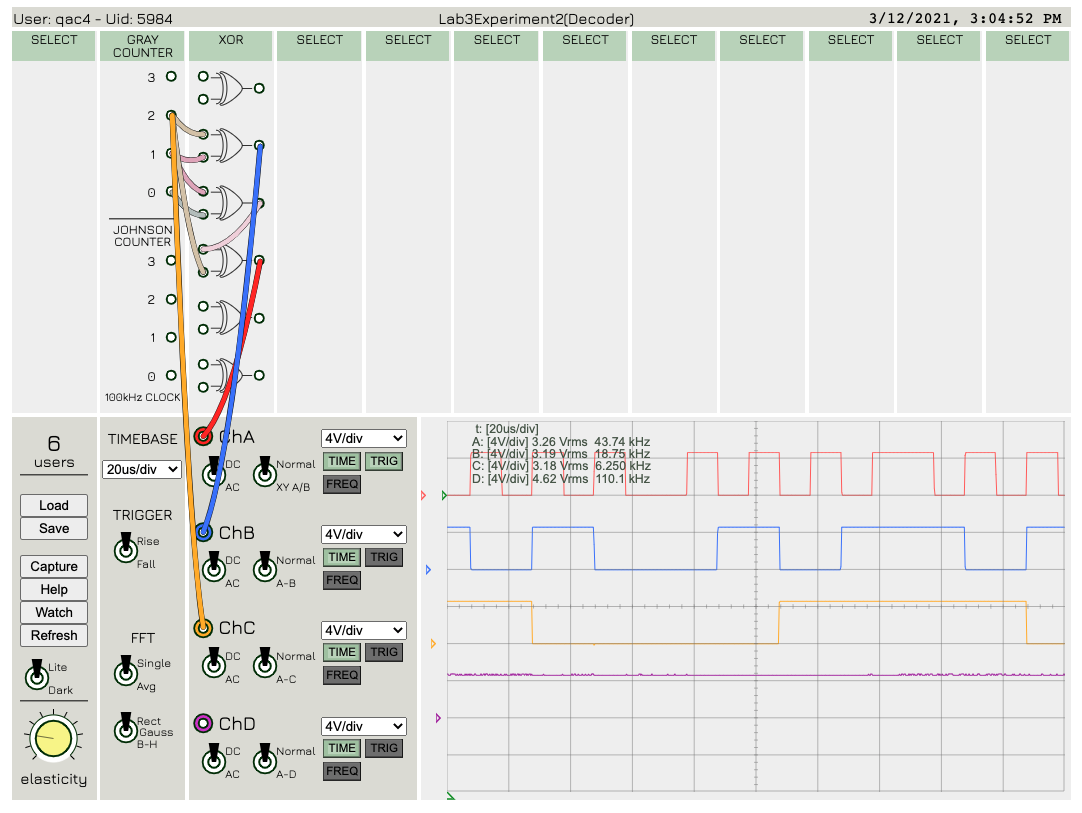 User: qac4 - Uid: 5984
Lab3Experiment2(Decoder)
3/12/2021, 3:04:52 PM
SELECT
GRAY
COUNTER
XOR
SELECT
SELECT
SELECT
SELECT
SELECT
SELECT
SELECT
SELECT
SELECT
3
2
1
0
JOHNSON
COUNTER
3
2
1
0
100kHz CLOCK
6
users
Load
Save
Capture
Help
Watch
Refresh
Lite
Dark
elasticity
TIMEBASE
20us/div
TRIGGER
Rise
Fall
FFT
Single
Avg
Rect
Gauss
B-H
ChA
4V/div
DC
AC
Normal
XY A/B
TIME
TRIG
FREQ
ChB
4V/div
DC
AC
Normal
A-B
TIME
TRIG
FREQ
ChC
4V/div
DC
AC
Normal
A-C
TIME
TRIG
FREQ
ChD
4V/div
DC
AC
Normal
A-D
TIME
TRIG
FREQ
t: [20us/div]
A: [4V/div] 3.26 Vrms 43.74 kHz
B: [4V/div] 3.19 Vrms 18.75 kHz
C: [4V/div] 3.18 Vrms 6.250 kHz
D: [4V/div] 4.62 Vrms 110.1 kHz